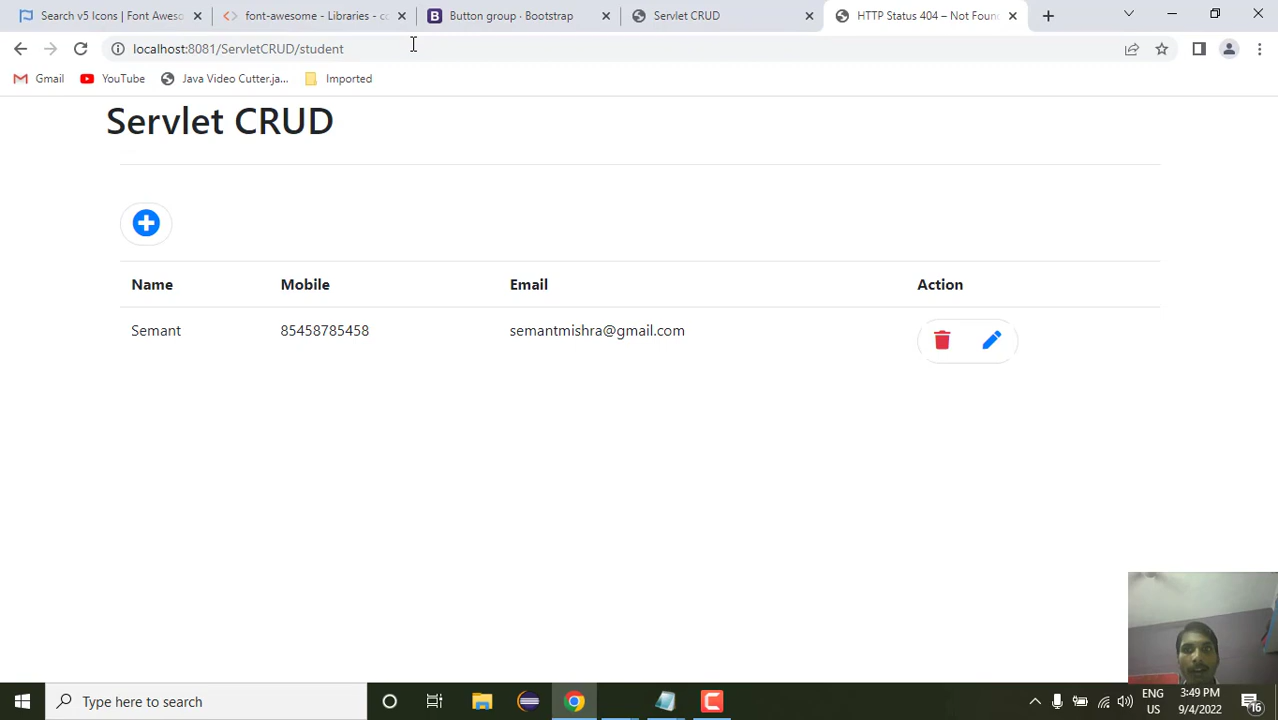 Search v5 Icons | Font Aweso
font-awesome - Libraries - cc
Button group · Bootstrap
Servlet CRUD
HTTP Status 404 – Not Foun
localhost:8081/ServletCRUD/student
Gmail
YouTube
Java Video Cutter.ja...
Imported
Servlet CRUD
Name Mobile Email Action
Semant 85458785458 semantmishra@gmail.com
Type here to search
ENG
US
3:49 PM
9/4/2022
16